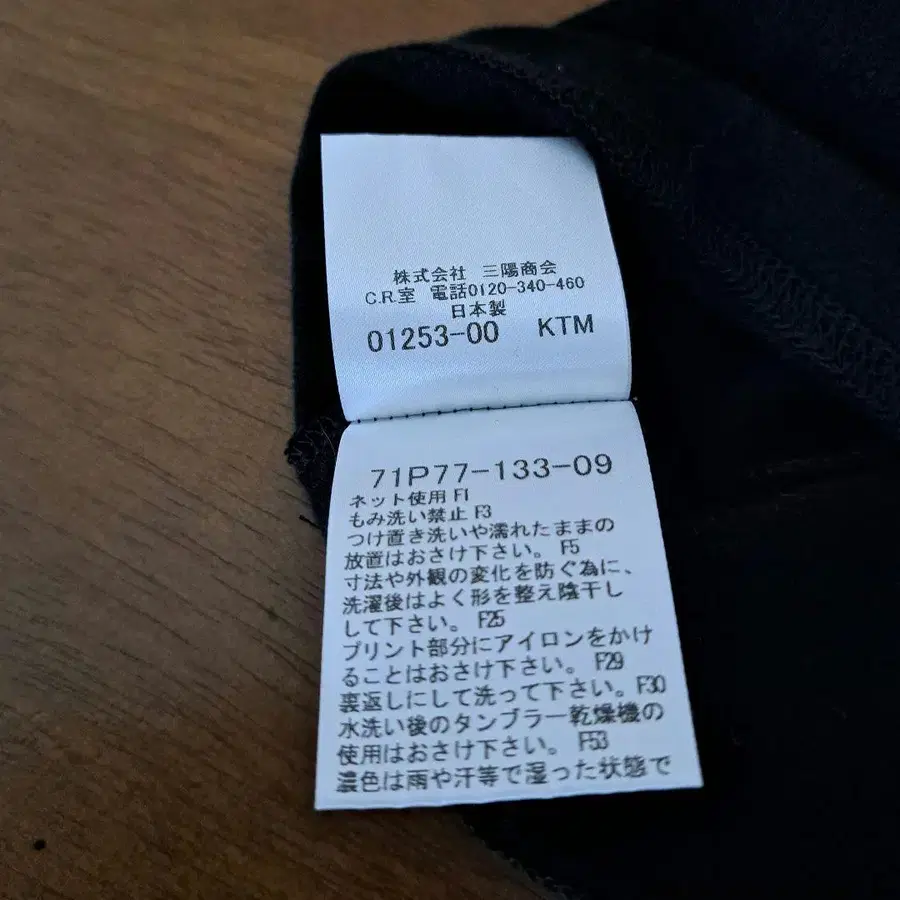 株式会社 三陽商会
C.R.室 電話0120-340-460
日本製
01253-00 KTM
71P77-133-09
ネット使用 F1
もみ洗い禁止 F3
つけ置き洗いや濡れたままの
放置はおさけ下さい。 F5
寸法や外観の変化を防ぐ為に、
洗濯後はよく形を整え陰干し
して下さい。 F25
プリント部分にアイロンをかけ
ることはおさけ下さい。 F29
裏返しにして洗って下さい。F30
水洗い後のタンブラー乾燥機の
使用はおさけ下さい。 F53
濃色は雨や汗等で湿った状態で